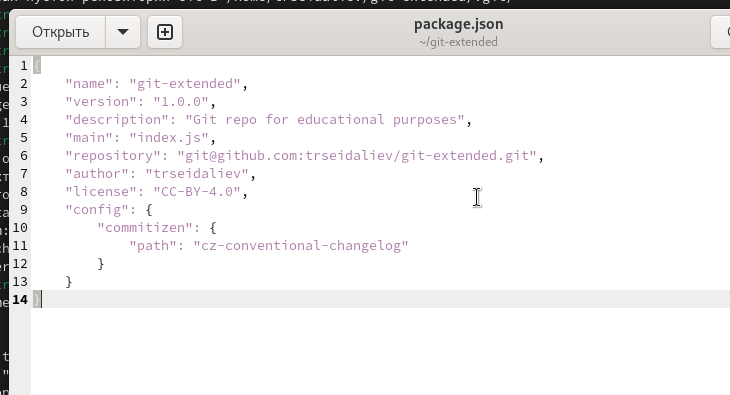 Открыть
package.json
~/git-extended
1 {
2 "name": "git-extended",
3 "version": "1.0.0",
4 "description": "Git repo for educational purposes",
5 "main": "index.js",
6 "repository": "git@github.com:trseidaliev/git-extended.git",
7 "author": "trseidaliev",
8 "license": "CC-BY-4.0",
9 "config": {
10 "commitizen": {
11 "path": "cz-conventional-changelog"
12 }
13 }
14 }